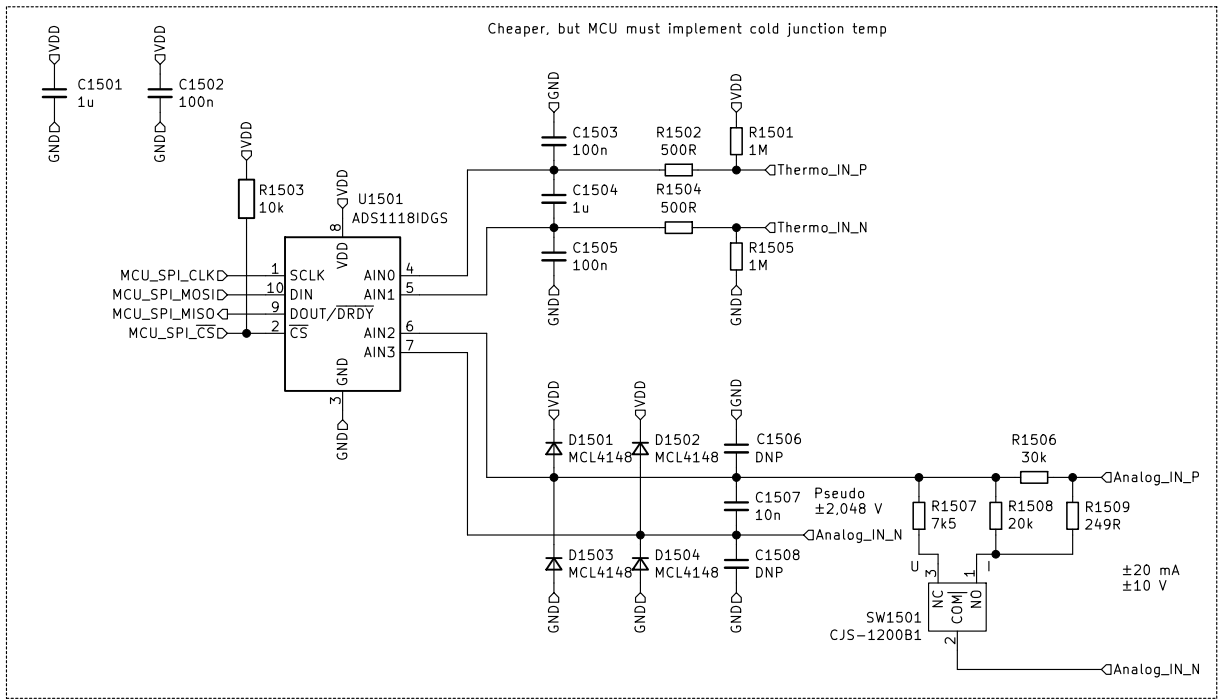 Cheaper, but MCU must implement cold junction temp
VDD
C1501
1u
GND
VDD
C1502
100n
GND
VDD
R1503
10k
VDD
U1501
ADS1118IDGS
8
VDD
MCU_SPI_CLK
1
SCLK
MCU_SPI_MOSI
10
DIN
MCU_SPI_MISO
9
DOUT/DRDY
MCU_SPI_CS
2
CS
AIN0
4
AIN1
5
AIN2
6
AIN3
7
GND
3
GND
GND
C1503
100n
C1504
1u
C1505
100n
GND
R1502
500R
R1504
500R
VDD
R1501
1M
Thermo_IN_P
Thermo_IN_N
R1505
1M
GND
VDD
D1501
MCL4148
VDD
D1502
MCL4148
GND
C1506
DNP
C1507
10n
Pseudo
±2,048 V
Analog_IN_N
D1503
MCL4148
GND
D1504
MCL4148
GND
C1508
DNP
GND
R1506
30k
Analog_IN_P
R1507
7k5
R1508
20k
R1509
249R
U
3
1
I
NC
COM
NO
SW1501
CJS-1200B1
2
±20 mA
±10 V
Analog_IN_N